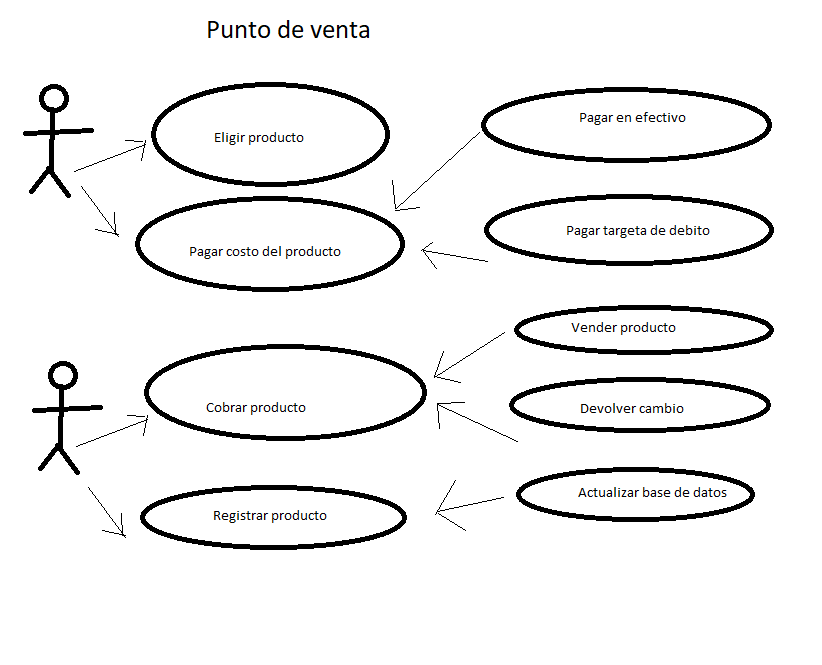 Punto de venta
Eligir producto
Pagar en efectivo
Pagar costo del producto
Pagar targeta de debito
Vender producto
Cobrar producto
Devolver cambio
Registrar producto
Actualizar base de datos